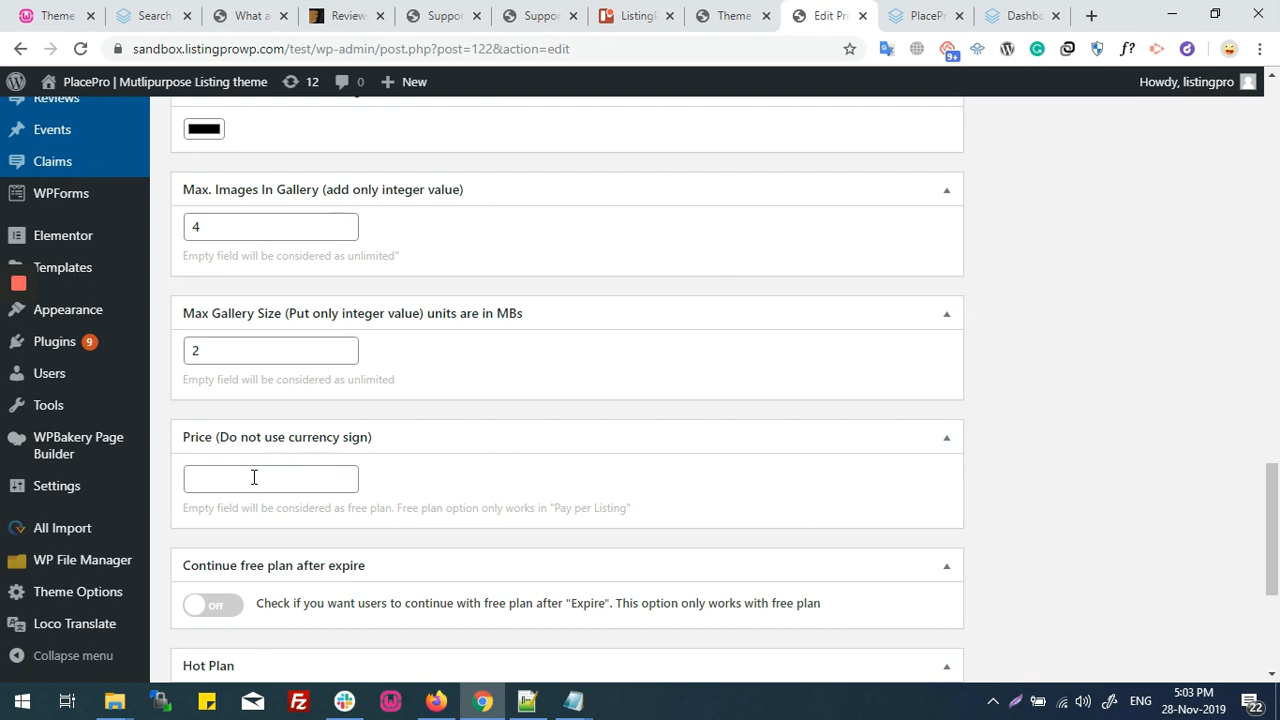 Theme
Search
What a
Review
Suppor
Suppor
ListingP
Theme
Edit Pri
PlacePr
Dashbo
sandbox.listingprowp.com/test/wp-admin/post.php?post=122&action=edit
9+
PlacePro | Mutlipurpose Listing theme
12
0
New
Howdy, listingpro
Reviews
Events
Claims
WPForms
Elementor
Templates
Appearance
Plugins 9
Users
Tools
WPBakery Page
Builder
Settings
All Import
WP File Manager
Theme Options
Loco Translate
Collapse menu
Max. Images In Gallery (add only integer value)
4
Empty field will be considered as unlimited"
Max Gallery Size (Put only integer value) units are in MBs
2
Empty field will be considered as unlimited
Price (Do not use currency sign)
Empty field will be considered as free plan. Free plan option only works in "Pay per Listing"
Continue free plan after expire
Off
Check if you want users to continue with free plan after "Expire". This option only works with free plan
Hot Plan
ENG
5:03 PM
28-Nov-2019
22